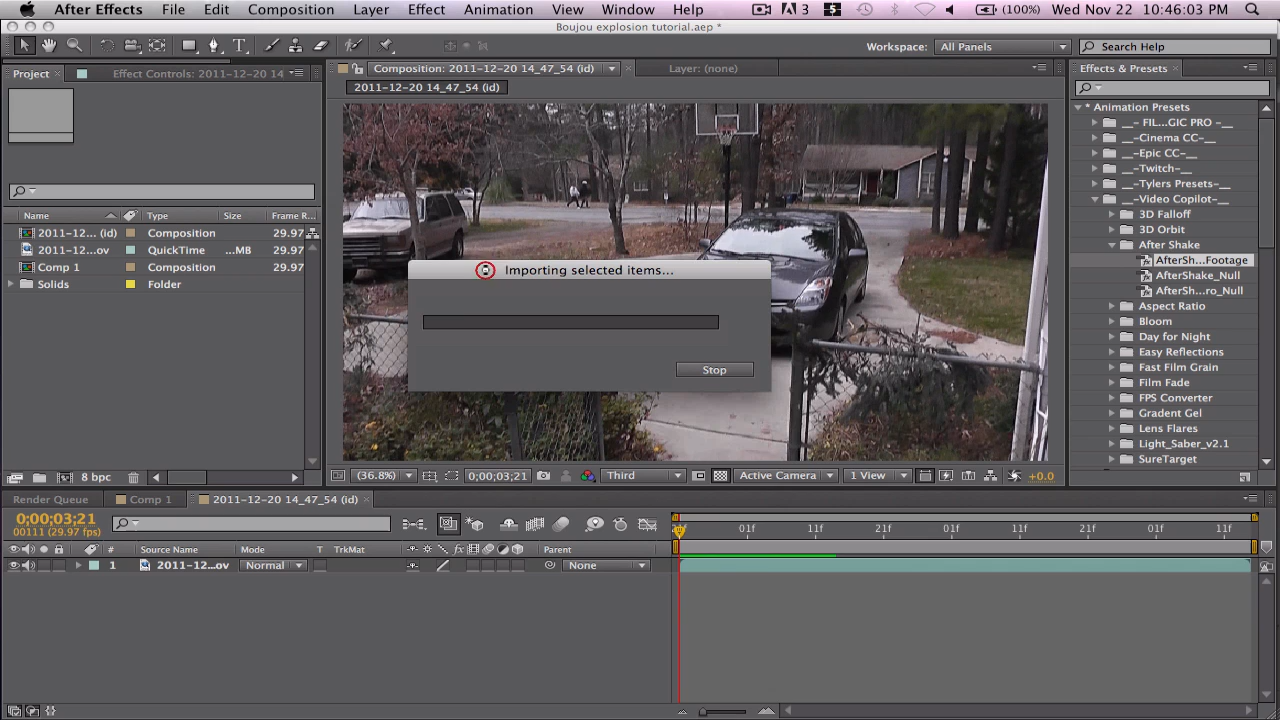 After Effects File Edit Composition Layer Effect Animation View Window Help 3 5 (100%) Wed Nov 22 10:46:03 PM
Boujou explosion tutorial.aep *
Workspace: All Panels Search Help
Project Effect Controls: 2011-12-20 14
Composition: 2011-12-20 14_47_54 (id) Layer: (none)
2011-12-20 14_47_54 (id)
Effects & Presets
* Animation Presets
__- FIL...GIC PRO -__
__-Cinema CC-__
__-Epic CC-__
__-Twitch-__
__-Tylers Presets-__
__-Video Copilot-__
3D Falloff
3D Orbit
After Shake
AfterSh...Footage
AfterShake_Null
AfterSh...ro_Null
Aspect Ratio
Bloom
Day for Night
Easy Reflections
Fast Film Grain
Film Fade
FPS Converter
Gradent Gel
Lens Flares
Light_Saber_v2.1
SureTarget
Name Type Size Frame R...
2011-12... (id) Composition 29.97
2011-12...ov QuickTime ...MB 29.97
Comp 1 Composition 29.97
Solids Folder
Importing selected items...
Stop
8 bpc
(36.8%) 0;00;03;21 Third Active Camera 1 View +0.0
Render Queue Comp 1 2011-12-20 14_47_54 (id)
0;00;03;21
00111 (29.97 fps)
01f 11f 21f 01f 11f 21f 01f 11f
# Source Name Mode T TrkMat Parent
1 2011-12...ov Normal None